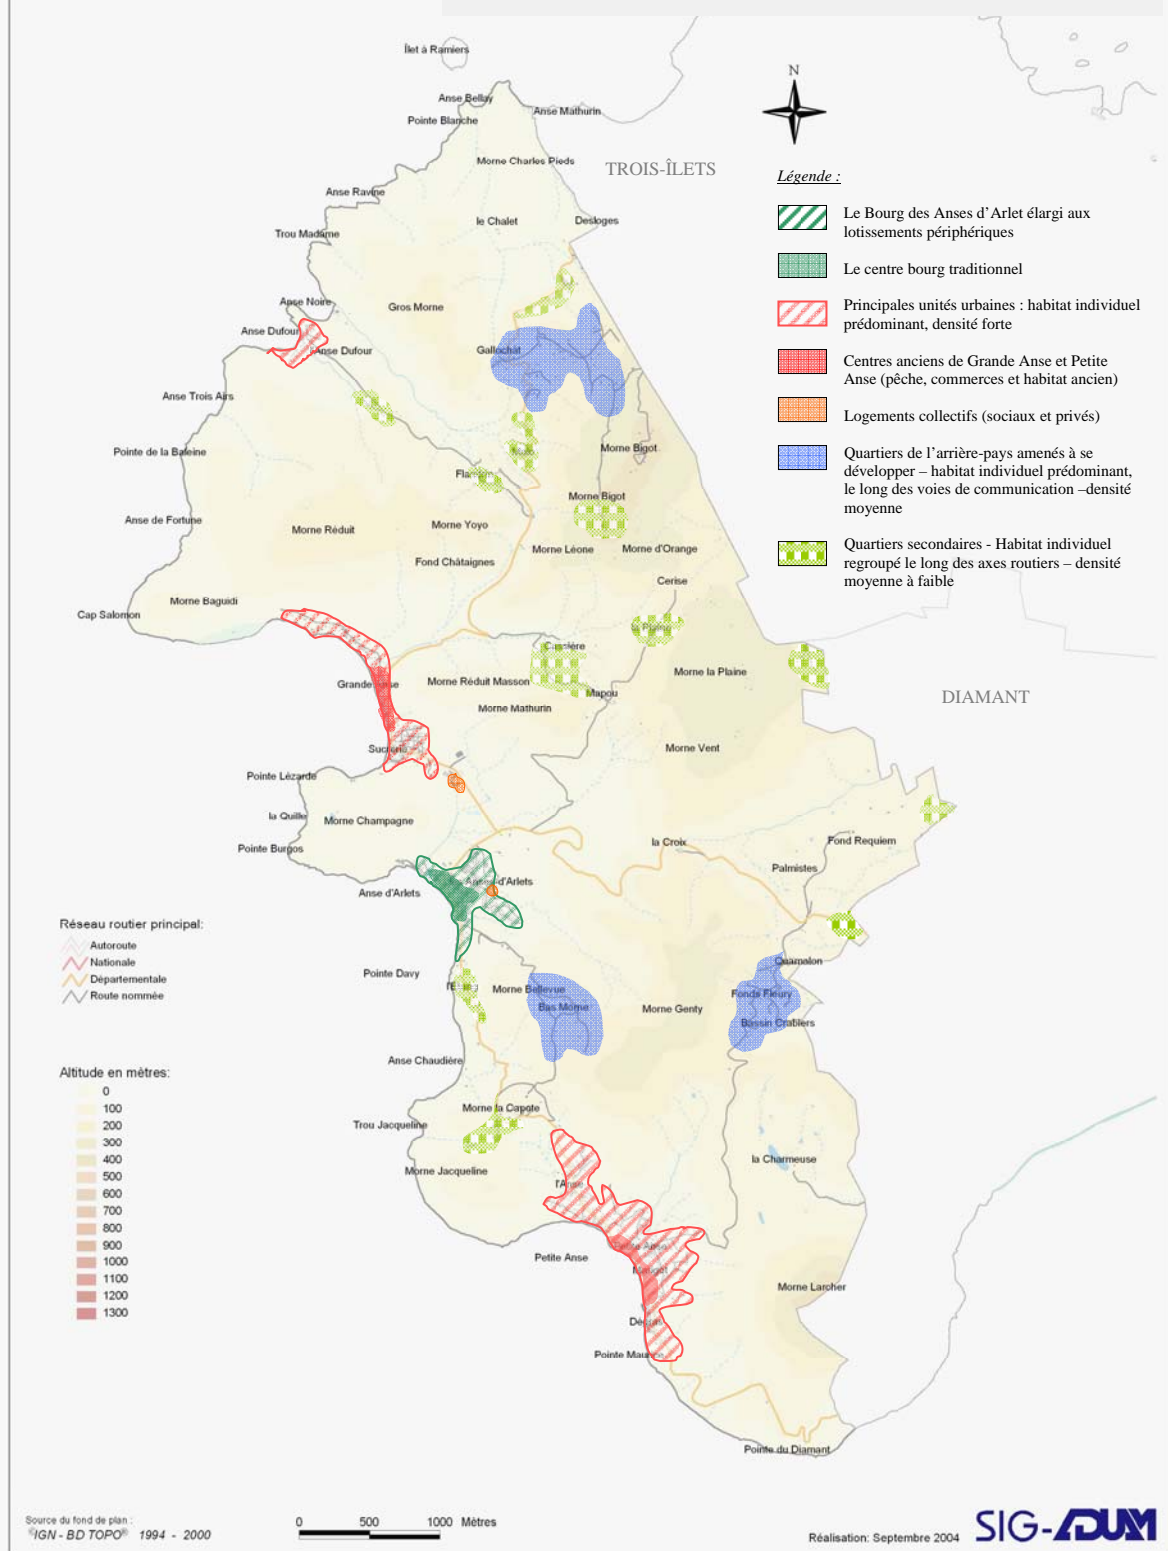 Îlet à Ramiers
N
Anse Bellay
Anse Mathurin
Pointe Blanche
Morne Charles Pieds
TROIS-ÎLETS
Légende :
Anse Ravine
le Chalet
Desloges
Trou Madame
Le Bourg des Anses d’Arlet élargi aux
lotissements périphériques
Le centre bourg traditionnel
Anse Noire
Gros Morne
Principales unités urbaines : habitat individuel
prédominant, densité forte
Anse Dufour
Anse Dufour
Gallochat
Centres anciens de Grande Anse et Petite
Anse (pêche, commerces et habitat ancien)
Anse Trois Airs
Logements collectifs (sociaux et privés)
Pointe de la Baleine
Morne Bigot
Quartiers de l’arrière-pays amenés à se
développer – habitat individuel prédominant,
le long des voies de communication –densité
moyenne
Morne Bigot
Anse de Fortune
Morne Réduit
Morne Yoyo
Morne Léone
Morne d'Orange
Quartiers secondaires - Habitat individuel
regroupé le long des axes routiers – densité
moyenne à faible
Fond Châtaignes
Cerise
Morne Baguidi
Cap Salomon
la Plaine
Morne la Plaine
Grande Anse
Morne Réduit Masson
Mapou
DIAMANT
Morne Mathurin
Sucrerie
Morne Vent
Pointe Lézarde
la Quille
Morne Champagne
Pointe Burgos
la Croix
Fond Requiem
Palmistes
Anse d'Arlets
les Anses-d'Arlets
Réseau routier principal:
Autoroute
Nationale
Départementale
Route nommée
Quamolon
Pointe Davy
Morne Bellevue
Bas Morne
Morne Genty
Fonds Fleury
Bassin Crabiers
Anse Chaudière
Altitude en mètres:
0
100
200
300
400
500
600
700
800
900
1000
1100
1200
1300
Morne la Capote
Trou Jacqueline
Morne Jacqueline
la Charmeuse
Petite Anse
Petite Anse
Morne Larcher
Pointe du Diamant
Source du fond de plan :
©IGN - BD TOPO® 1994 - 2000
0 500 1000 Mètres
Réalisation: Septembre 2004
SIG-ADUAM